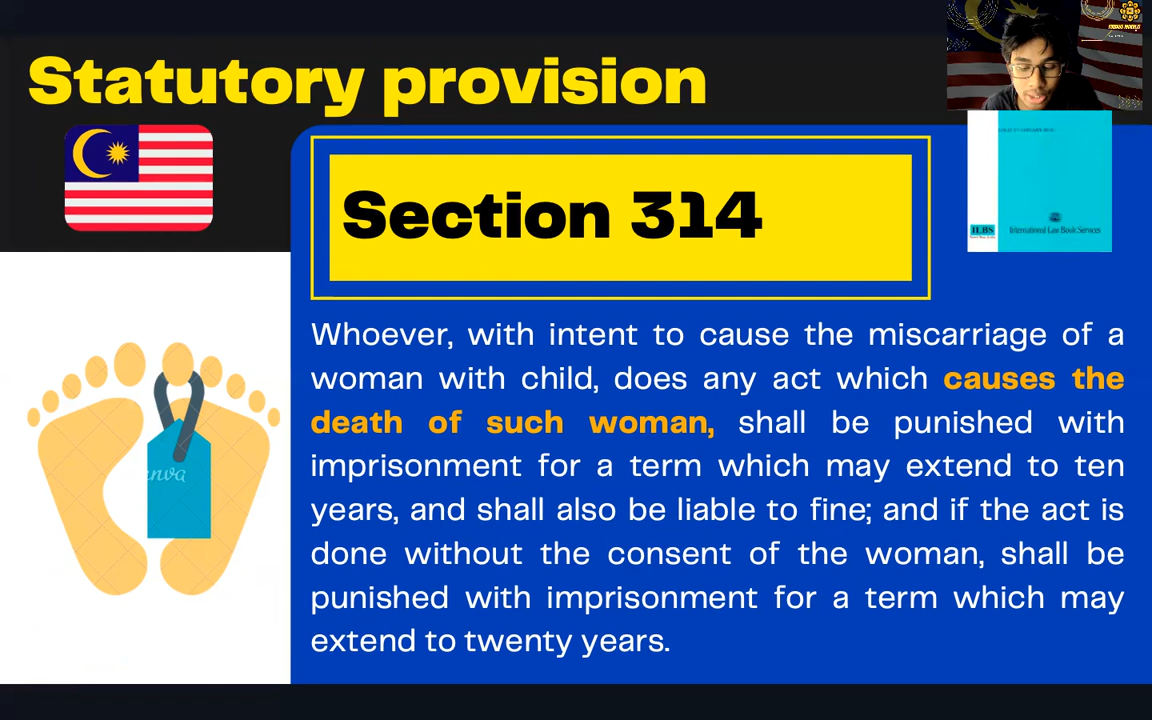 Statutory provision
Section 314
ILBS
International Law Book Services
Whoever, with intent to cause the miscarriage of a
woman with child, does any act which causes the
death of such woman, shall be punished with
imprisonment for a term which may extend to ten
years, and shall also be liable to fine; and if the act is
done without the consent of the woman, shall be
punished with imprisonment for a term which may
extend to twenty years.